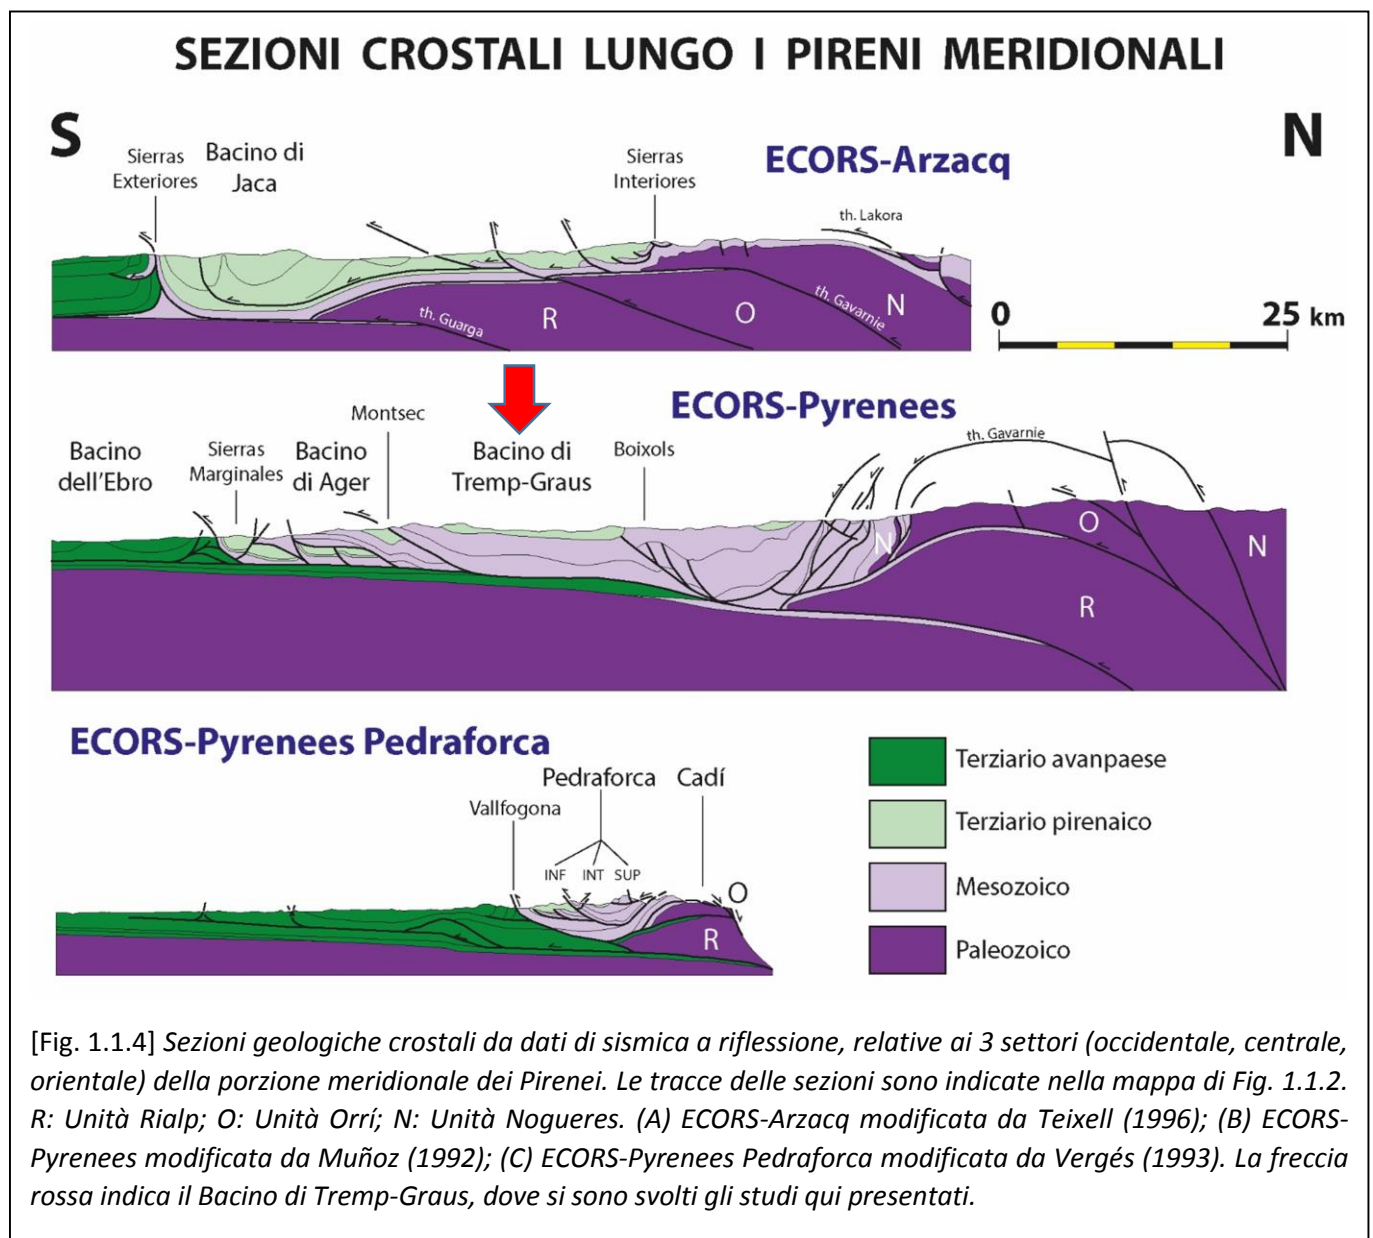 SEZIONI CROSTALI LUNGO I PIRENI MERIDIONALI
S
N
Sierras
Exteriores
Bacino di
Jaca
Sierras
Interiores
ECORS-Arzacq
th. Lakora
th. Guarga
R
O
th. Gavarnie
N
0
25 km
Montsec
ECORS-Pyrenees
Bacino
dell'Ebro
Sierras
Marginales
Bacino
di Ager
Bacino di
Tremp-Graus
Boixols
th. Gavarnie
N
O
N
R
ECORS-Pyrenees Pedraforca
Pedraforca
Cadí
Vallfogona
INF
INT
SUP
O
R
Terziario avanpaese
Terziario pirenaico
Mesozoico
Paleozoico
[Fig. 1.1.4] Sezioni geologiche crostali da dati di sismica a riflessione, relative ai 3 settori (occidentale, centrale,
orientale) della porzione meridionale dei Pirenei. Le tracce delle sezioni sono indicate nella mappa di Fig. 1.1.2.
R: Unità Rialp; O: Unità Orrí; N: Unità Nogueres. (A) ECORS-Arzacq modificata da Teixell (1996); (B) ECORS-
Pyrenees modificata da Muñoz (1992); (C) ECORS-Pyrenees Pedraforca modificata da Vergés (1993). La freccia
rossa indica il Bacino di Tremp-Graus, dove si sono svolti gli studi qui presentati.